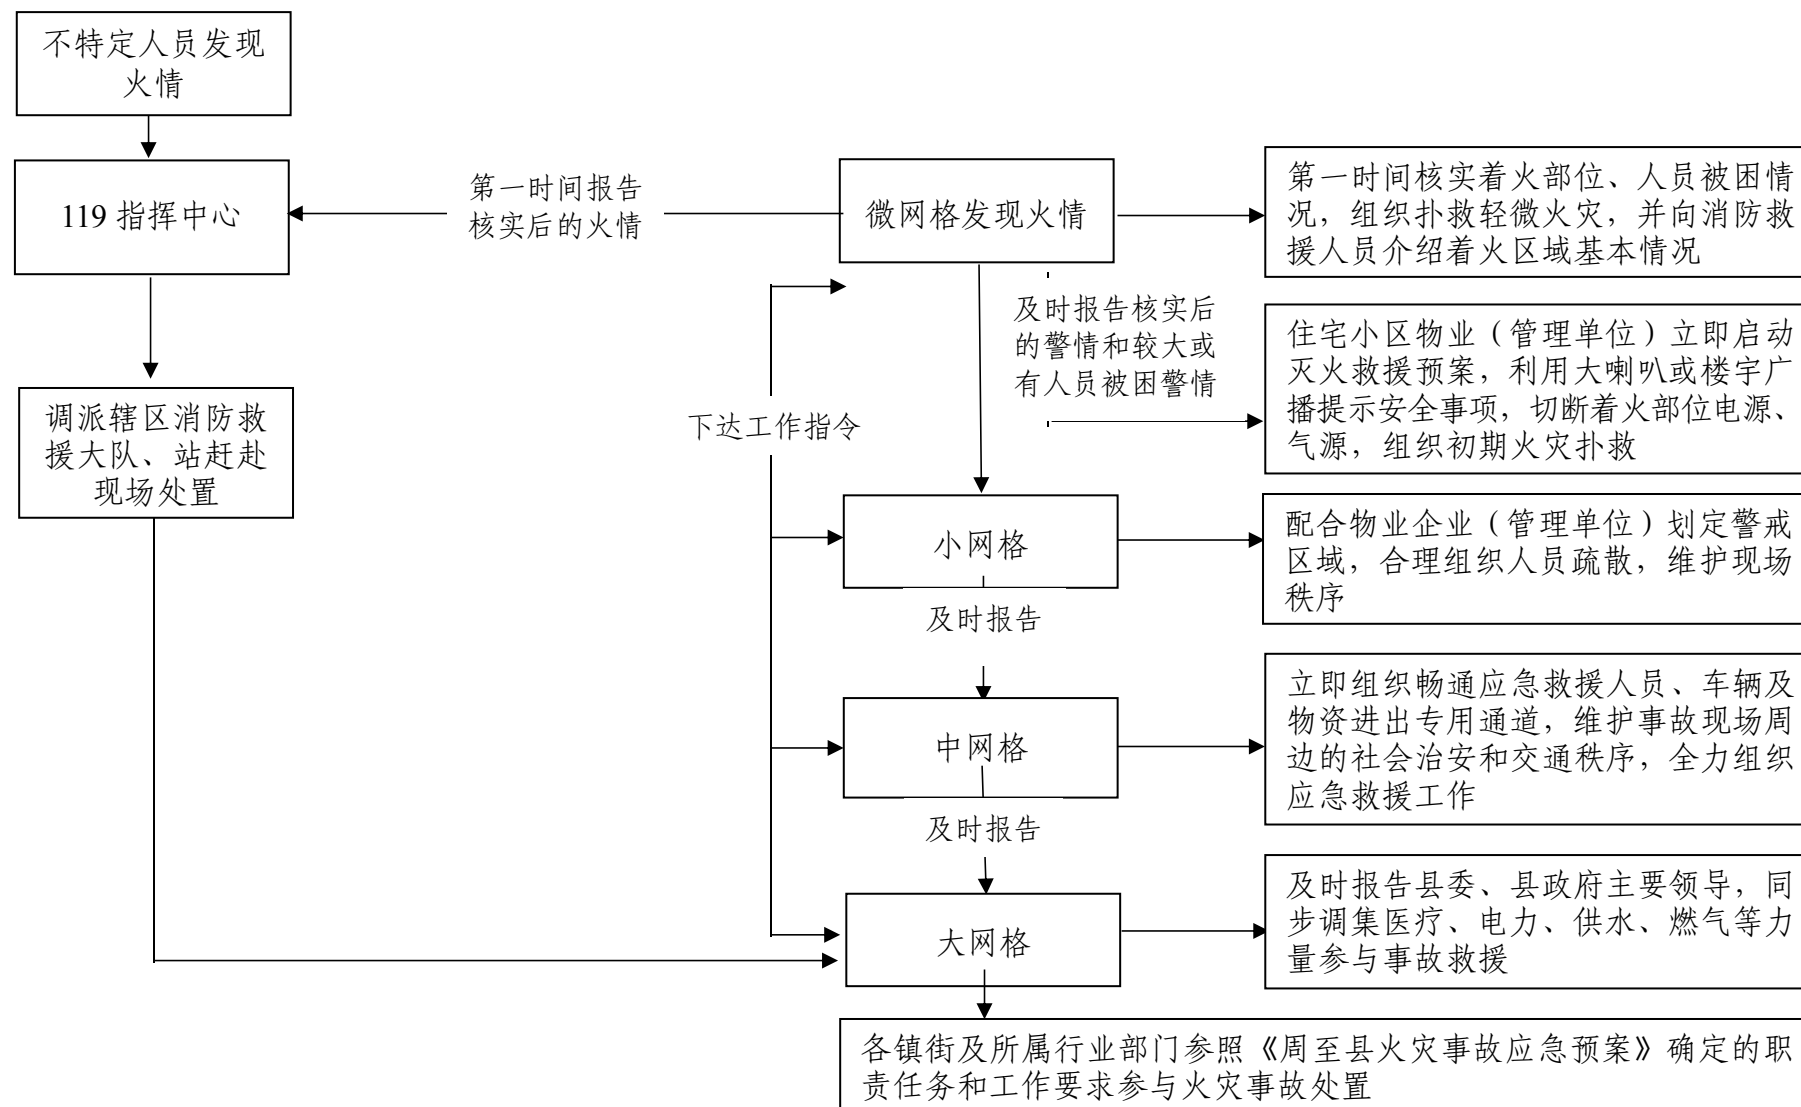 不特定人员发现
火情
119 指挥中心
第一时间报告
核实后的火情
微网格发现火情
第一时间核实着火部位、人员被困情
况，组织扑救轻微火灾，并向消防救
援人员介绍着火区域基本情况
及时报告核实后
的警情和较大或
有人员被困警情
住宅小区物业（管理单位）立即启动
灭火救援预案，利用大喇叭或楼宇广
播提示安全事项，切断着火部位电源、
气源，组织初期火灾扑救
调派辖区消防救
援大队、站赶赴
现场处置
下达工作指令
小网格
配合物业企业（管理单位）划定警戒
区域，合理组织人员疏散，维护现场
秩序
及时报告
中网格
立即组织畅通应急救援人员、车辆及
物资进出专用通道，维护事故现场周
边的社会治安和交通秩序，全力组织
应急救援工作
及时报告
大网格
及时报告县委、县政府主要领导，同
步调集医疗、电力、供水、燃气等力
量参与事故救援
各镇街及所属行业部门参照《周至县火灾事故应急预案》确定的职
责任务和工作要求参与火灾事故处置